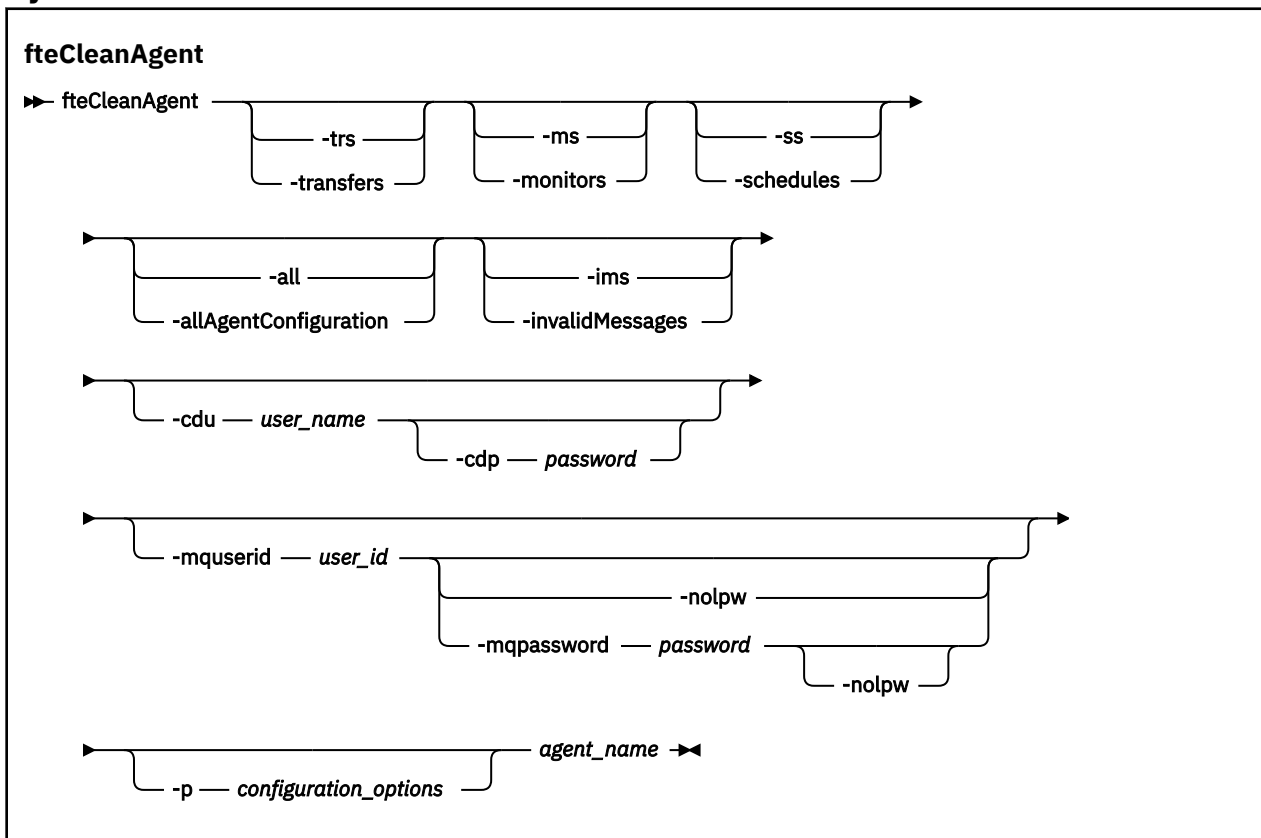 fteCleanAgent
fteCleanAgent
-trs -ms -ss
-transfers -monitors -schedules
-all -ims
-allAgentConfiguration -invalidMessages
-cdu user_name
-cdp password
-mquserid user_id
-nolpw
-mqpassword password
-nolpw
agent_name
-p configuration_options